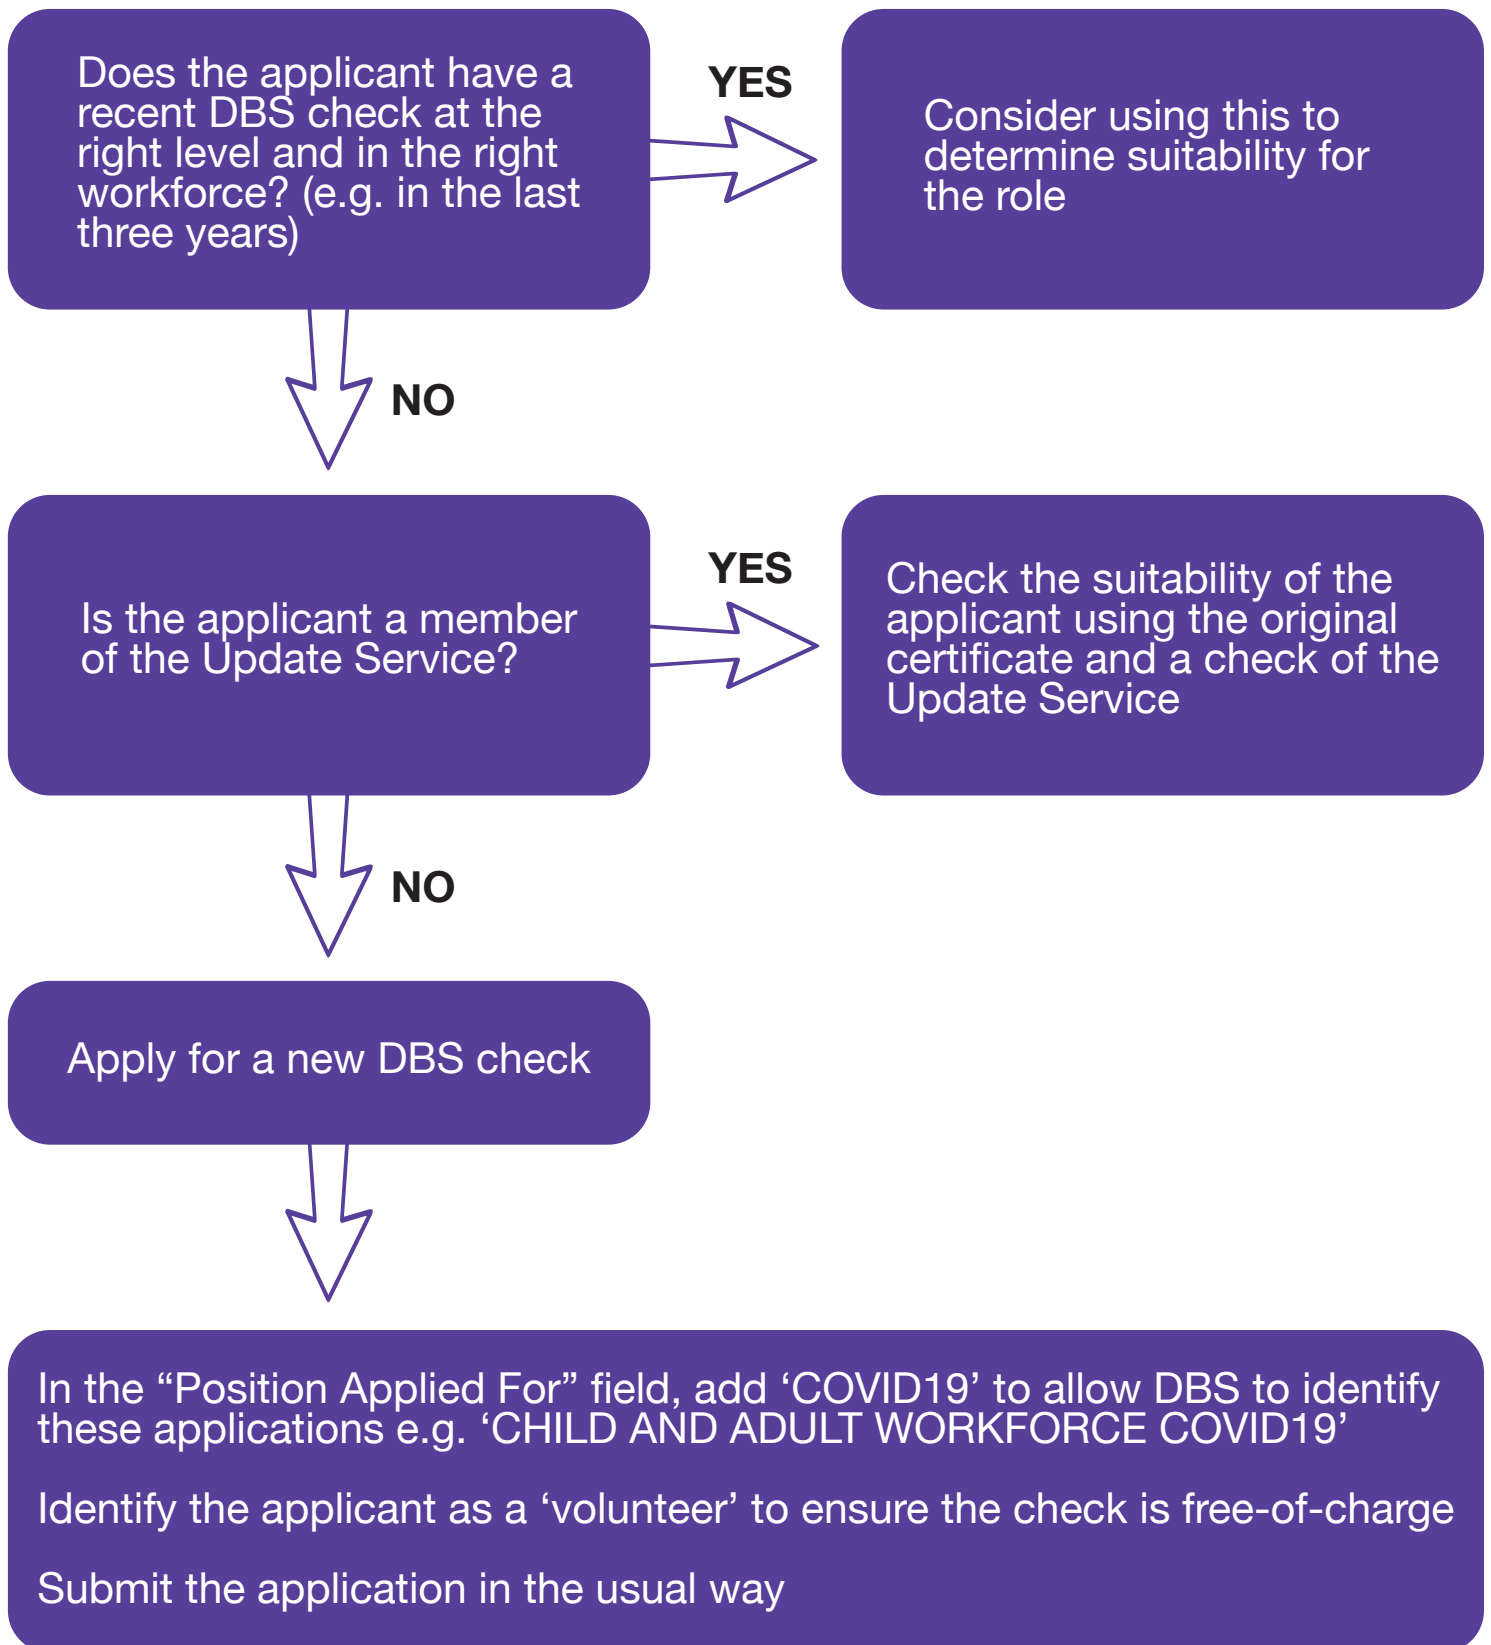 Does the applicant have a
recent DBS check at the
right level and in the right
workforce? (e.g. in the last
three years)
YES
Consider using this to
determine suitability for
the role
NO
Is the applicant a member
of the Update Service?
YES
Check the suitability of the
applicant using the original
certificate and a check of the
Update Service
NO
Apply for a new DBS check
In the “Position Applied For” field, add ‘COVID19’ to allow DBS to identify
these applications e.g. ‘CHILD AND ADULT WORKFORCE COVID19’
Identify the applicant as a ‘volunteer’ to ensure the check is free-of-charge
Submit the application in the usual way